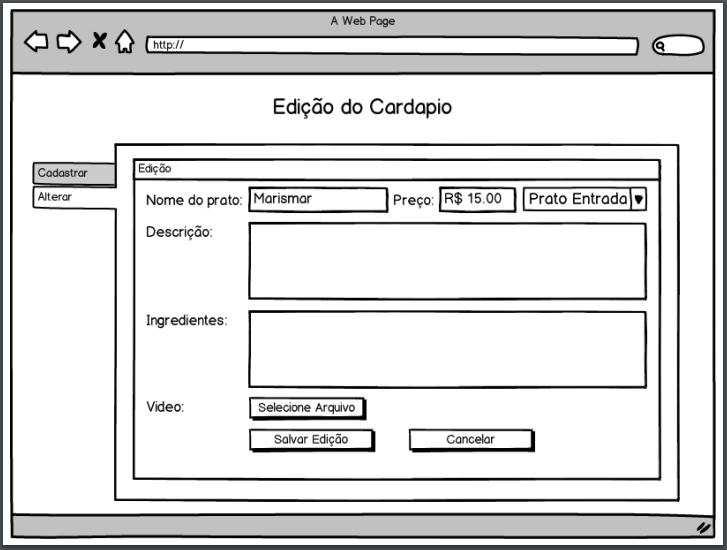 A Web Page
http://
Edição do Cardapio
Cadastrar
Alterar
Edição
Nome do prato: Marismar Preço: R$ 15.00 Prato Entrada
Descrição:
Ingredientes:
Video: Selecione Arquivo
Salvar Edição Cancelar